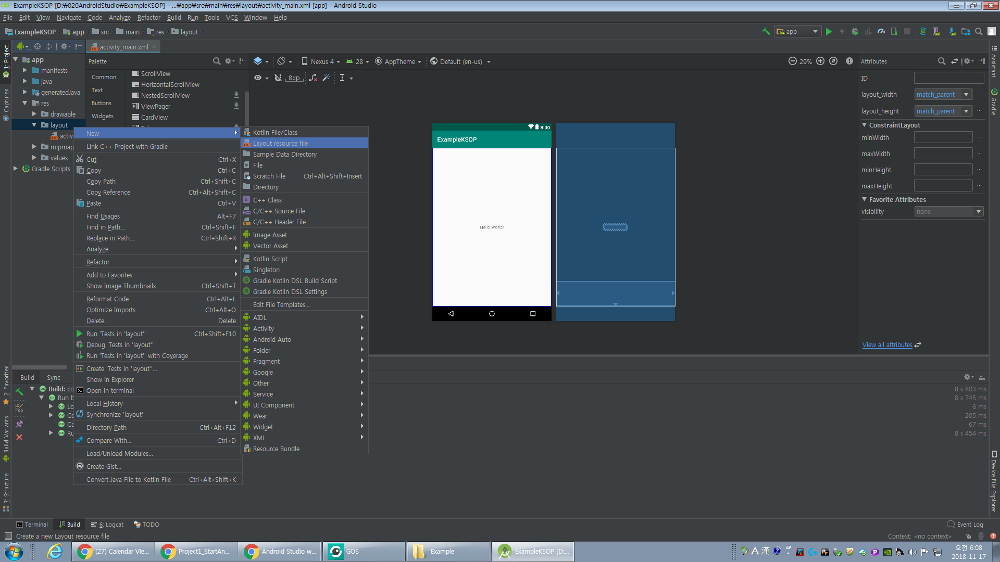 ExampleKSOP [D:₩020AndroidStudio₩ExampleKSOP] - ...₩app₩src₩main₩res₩layout₩activity_main.xml [app] - Android Studio
File Edit View Navigate Code Analyze Refactor Build Run Tools VCS Window Help
ExampleKSOP app src main res layout
app
1: Project
Captures
2: Favorites
Build Variants
7: Structure
app
manifests
java
generatedJava
res
drawable
layout
activ
mipmap
values
Gradle Scripts
activity_main.xml
Palette
Common
Text
Buttons
Widgets
ScrollView
HorizontalScrollView
NestedScrollView
ViewPager
CardView
Nexus 4 28 AppTheme Default (en-us) 29%
8dp
New
Link C++ Project with Gradle
Cut Ctrl+X
Copy Ctrl+C
Copy Path Ctrl+Shift+C
Copy Reference Ctrl+Alt+Shift+C
Paste Ctrl+V
Find Usages Alt+F7
Find in Path... Ctrl+Shift+F
Replace in Path... Ctrl+Shift+R
Analyze
Refactor
Add to Favorites
Show Image Thumbnails Ctrl+Shift+T
Reformat Code Ctrl+Alt+L
Optimize Imports Ctrl+Alt+O
Delete... Delete
Run 'Tests in 'layout'' Ctrl+Shift+F10
Debug 'Tests in 'layout''
Run 'Tests in 'layout'' with Coverage
Create 'Tests in 'layout''...
Show in Explorer
Open in terminal
Local History
Synchronize 'layout'
Directory Path Ctrl+Alt+F12
Compare With... Ctrl+D
Load/Unload Modules...
Create Gist...
Convert Java File to Kotlin File Ctrl+Alt+Shift+K
Kotlin File/Class
Layout resource file
Sample Data Directory
File
Scratch File Ctrl+Alt+Shift+Insert
Directory
C++ Class
C/C++ Source File
C/C++ Header File
Image Asset
Vector Asset
Kotlin Script
Singleton
Gradle Kotlin DSL Build Script
Gradle Kotlin DSL Settings
Edit File Templates...
AIDL
Activity
Android Auto
Folder
Fragment
Google
Other
Service
UI Component
Wear
Widget
XML
Resource Bundle
8:00
ExampleKSOP
Hello World!
Attributes
ID
layout_width match_parent
layout_height match_parent
ConstraintLayout
minWidth
maxWidth
minHeight
maxHeight
Favorite Attributes
visibility none
View all attributes
Assistant
Gradle
Device File Explorer
Build Sync
Build: co
Run b
Lo
Co
Ca
Ru
8 s 803 ms
8 s 745 ms
6 ms
205 ms
67 ms
8 s 454 ms
Terminal Build 6: Logcat TODO Event Log
Create a new Layout resource file Context: <no context>
(27) Calendar Vie... Project1_StartAn... Android Studio w... GOS Example ExampleKSOP [D:...
A 漢
오전 6:08
2018-11-17